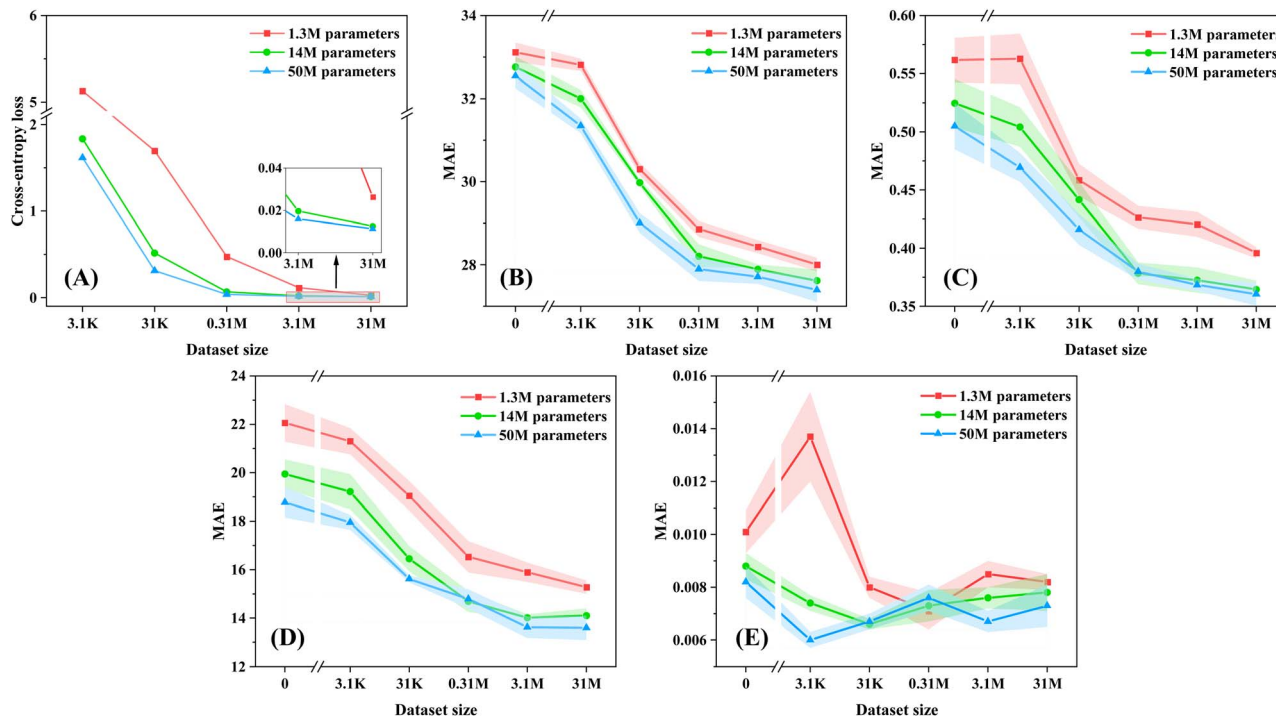 6
5
2
1
0
Cross-entropy loss
1.3M parameters
14M parameters
50M parameters
0.04
0.02
0.00
3.1M
31M
(A)
3.1K
31K
0.31M
3.1M
31M
Dataset size
34
32
30
28
MAE
1.3M parameters
14M parameters
50M parameters
(B)
0
3.1K
31K
0.31M
3.1M
31M
Dataset size
0.60
0.55
0.50
0.45
0.40
0.35
MAE
1.3M parameters
14M parameters
50M parameters
(C)
0
3.1K
31K
0.31M
3.1M
31M
Dataset size
24
22
20
18
16
14
12
MAE
1.3M parameters
14M parameters
50M parameters
(D)
0
3.1K
31K
0.31M
3.1M
31M
Dataset size
0.016
0.014
0.012
0.010
0.008
0.006
MAE
1.3M parameters
14M parameters
50M parameters
(E)
0
3.1K
31K
0.31M
3.1M
31M
Dataset size